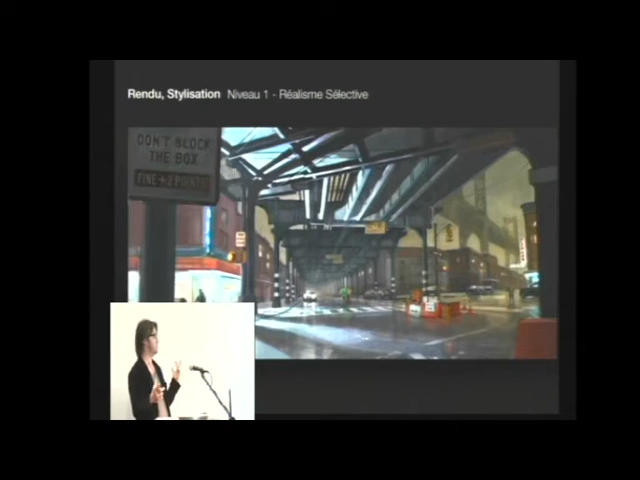 Rendu, Stylisation Niveau 1 - Réalisme Sélective
DON'T BLOCK
THE BOX
FINE + 2 POINTS